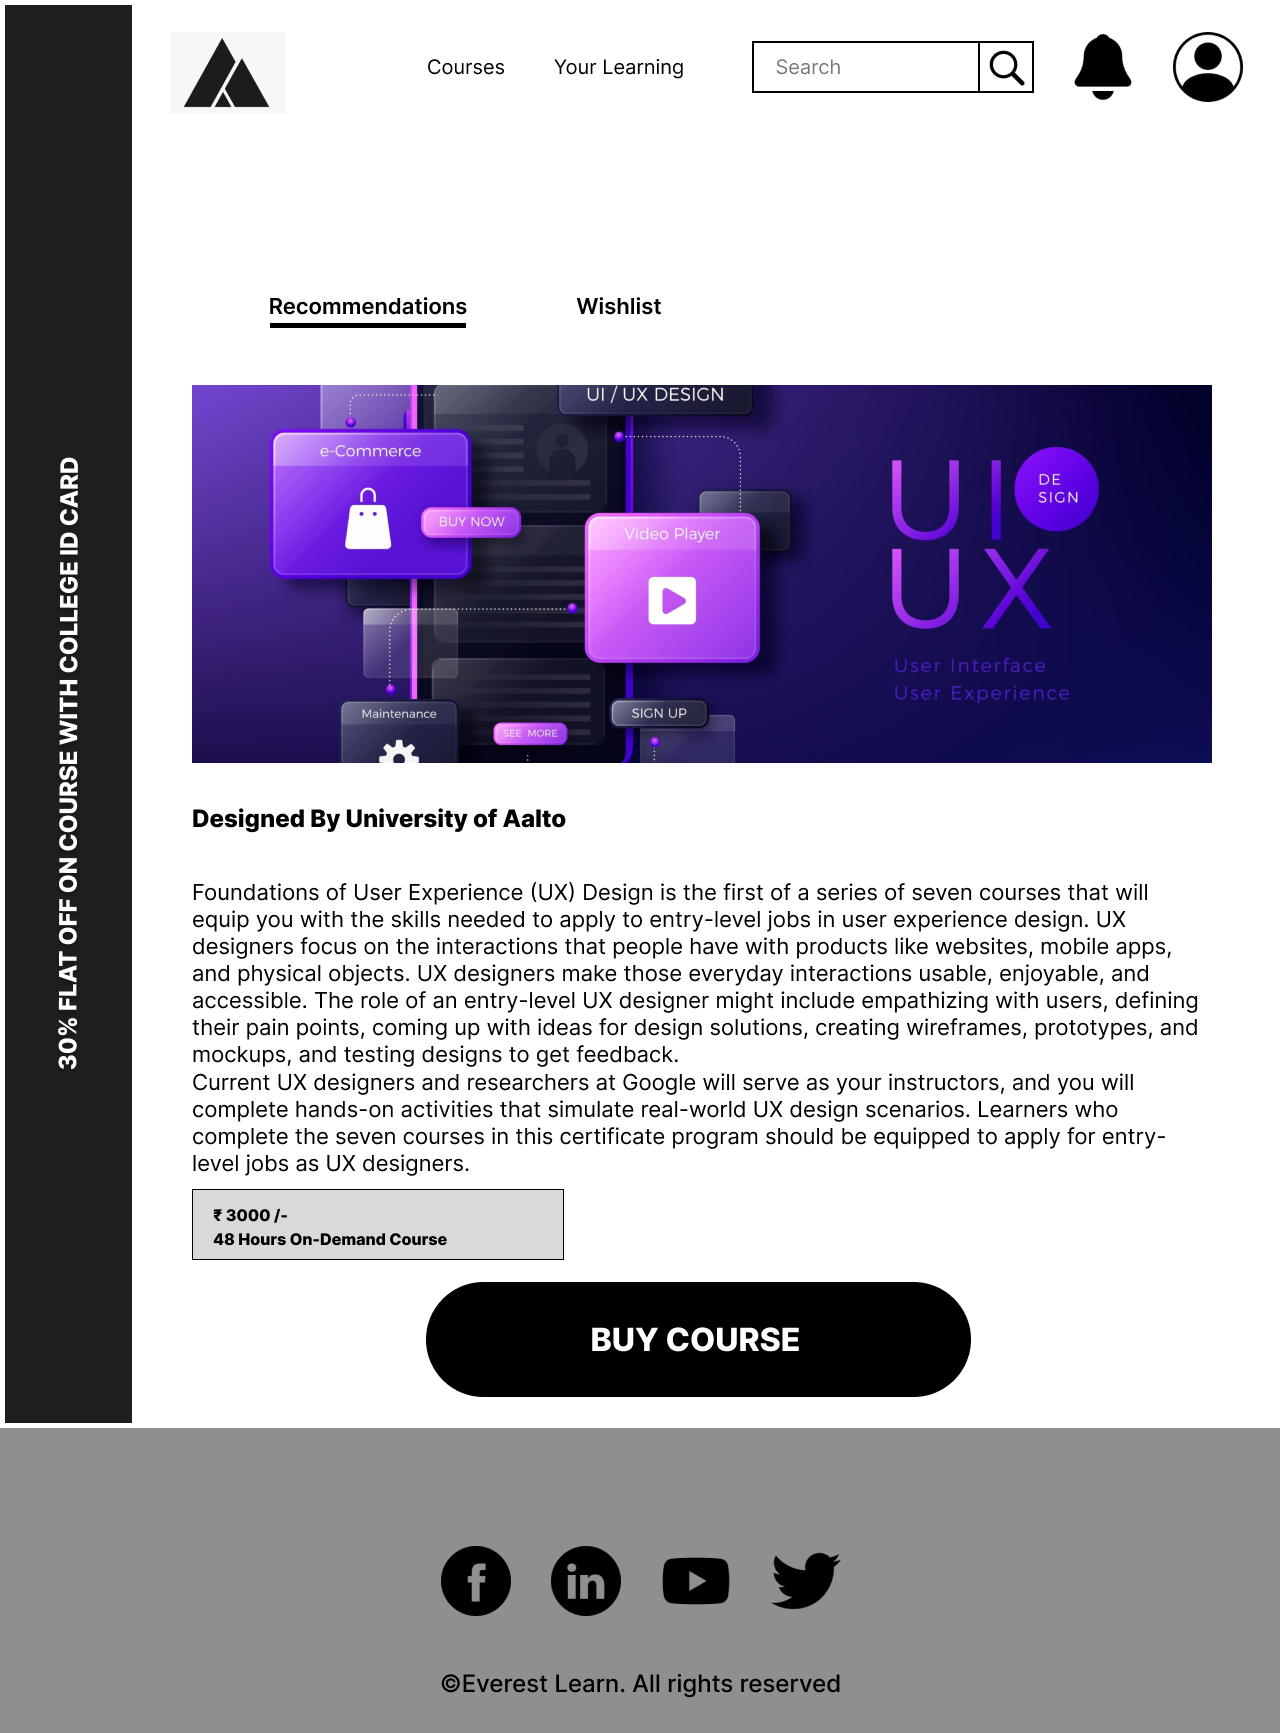 Courses
Your Learning
Search
30% FLAT OFF ON COURSE WITH COLLEGE ID CARD
Recommendations
Wishlist
UI / UX DESIGN
e-Commerce
BUY NOW
Video Player
Maintenance
SEE MORE
SIGN UP
UI
DE
SIGN
UX
User Interface
User Experience
Designed By University of Aalto
Foundations of User Experience (UX) Design is the first of a series of seven courses that will
equip you with the skills needed to apply to entry-level jobs in user experience design. UX
designers focus on the interactions that people have with products like websites, mobile apps,
and physical objects. UX designers make those everyday interactions usable, enjoyable, and
accessible. The role of an entry-level UX designer might include empathizing with users, defining
their pain points, coming up with ideas for design solutions, creating wireframes, prototypes, and
mockups, and testing designs to get feedback.
Current UX designers and researchers at Google will serve as your instructors, and you will
complete hands-on activities that simulate real-world UX design scenarios. Learners who
complete the seven courses in this certificate program should be equipped to apply for entry-
level jobs as UX designers.
₹ 3000 /-
48 Hours On-Demand Course
BUY COURSE
©Everest Learn. All rights reserved